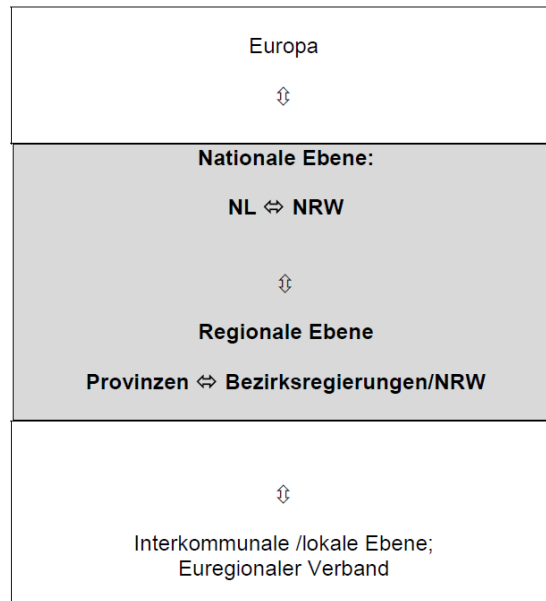 Europa
⇳
Nationale Ebene:
NL ⬄ NRW
⇳
Regionale Ebene
Provinzen ⬄ Bezirksregierungen/NRW
⇳
Interkommunale /lokale Ebene;
Euregionaler Verband